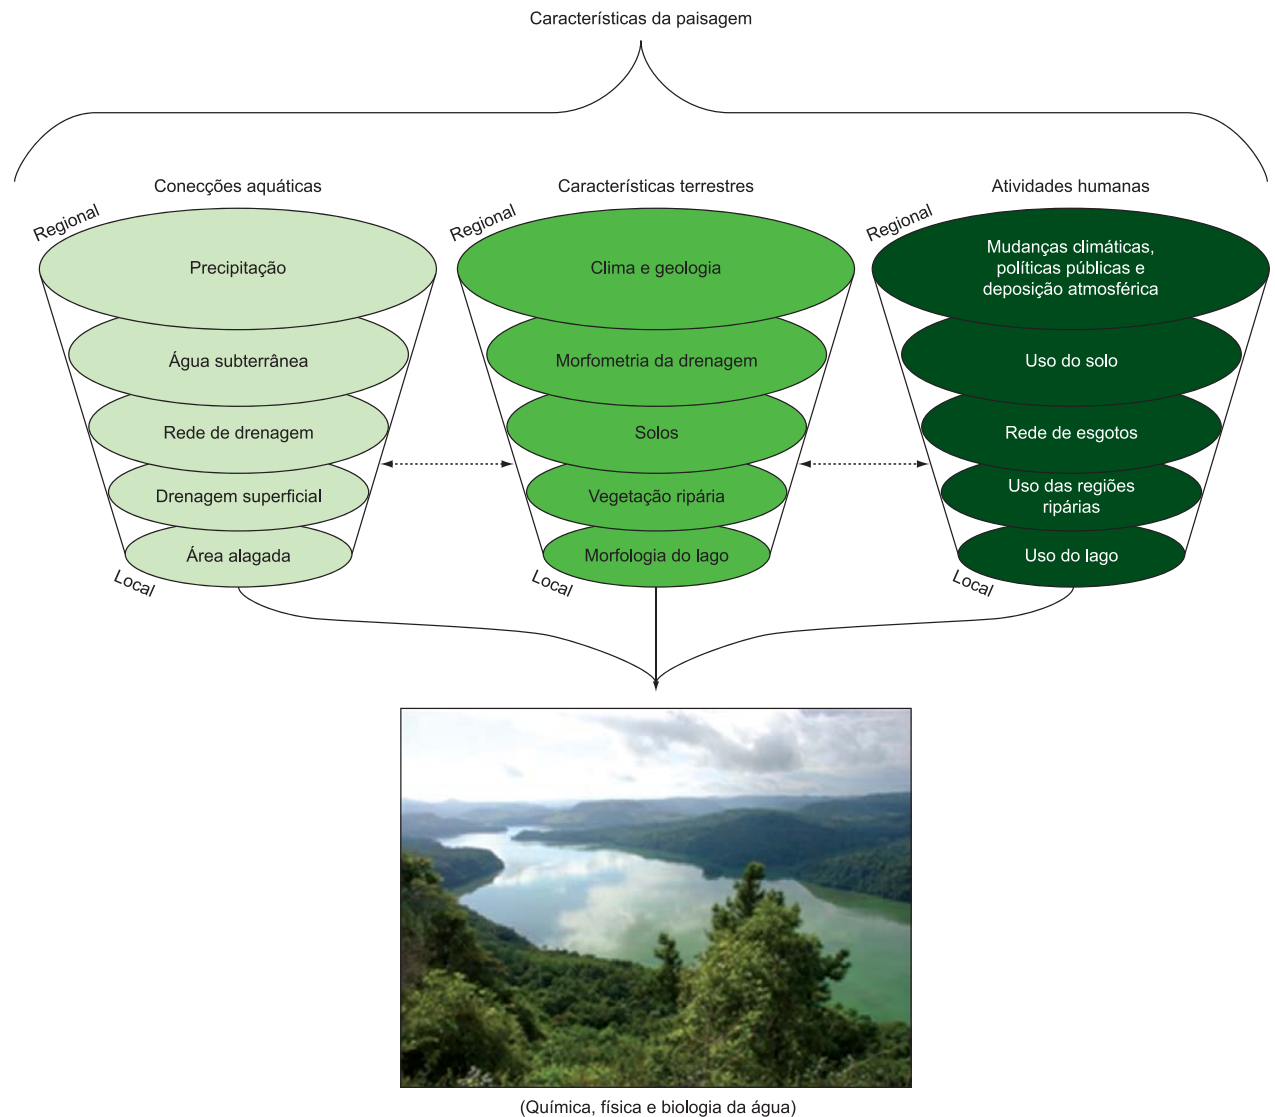 Características da paisagem
Conecções aquáticas
Regional
Precipitação
Água subterrânea
Rede de drenagem
Drenagem superficial
Área alagada
Local
Características terrestres
Regional
Clima e geologia
Morfometria da drenagem
Solos
Vegetação ripária
Morfologia do lago
Local
Atividades humanas
Regional
Mudanças climáticas,
políticas públicas e
deposição atmosférica
Uso do solo
Rede de esgotos
Uso das regiões
ripárias
Uso do lago
Local
(Química, física e biologia da água)